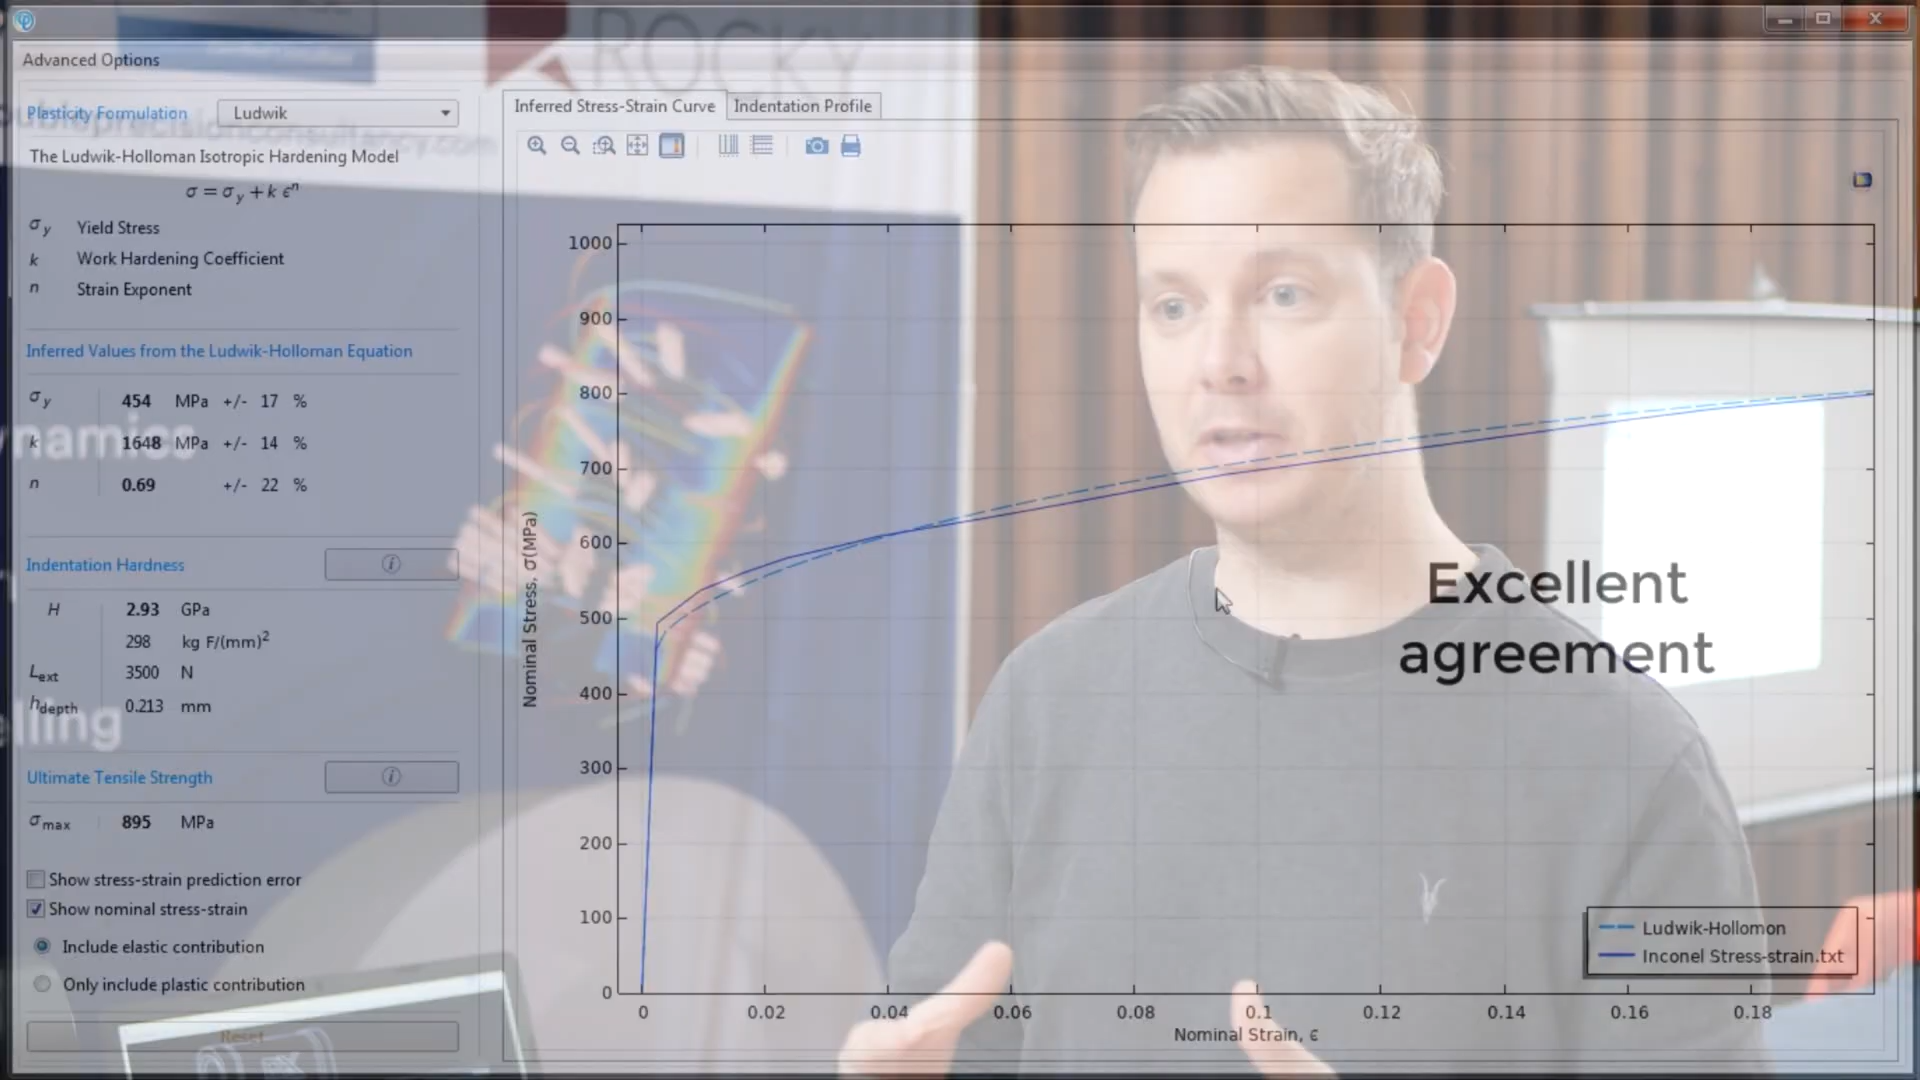 ROCKY
Advanced Options
Plasticity Formulation
Ludwik
ubleprecisionconsultancy.com
The Ludwik-Holloman Isotropic Hardening Model
σ = σy + k ϵn
σy Yield Stress
k Work Hardening Coefficient
n Strain Exponent
Inferred Values from the Ludwik-Holloman Equation
σy 454 MPa +/- 17 %
k 1648 MPa +/- 14 %
ynamics
n 0.69 +/- 22 %
Indentation Hardness
H 2.93 GPa
298 kg F/(mm)2
Lext 3500 N
hdepth 0.213 mm
lling
Ultimate Tensile Strength
σmax 895 MPa
Show stress-strain prediction error
Show nominal stress-strain
Include elastic contribution
Only include plastic contribution
Reset
Inferred Stress-Strain Curve
Indentation Profile
Nominal Stress, σ(MPa)
1000
900
800
700
600
500
400
300
200
100
0
0 0.02 0.04 0.06 0.08 0.1 0.12 0.14 0.16 0.18
Nominal Strain, ϵ
Excellent
agreement
Ludwik-Hollomon
Inconel Stress-strain.txt